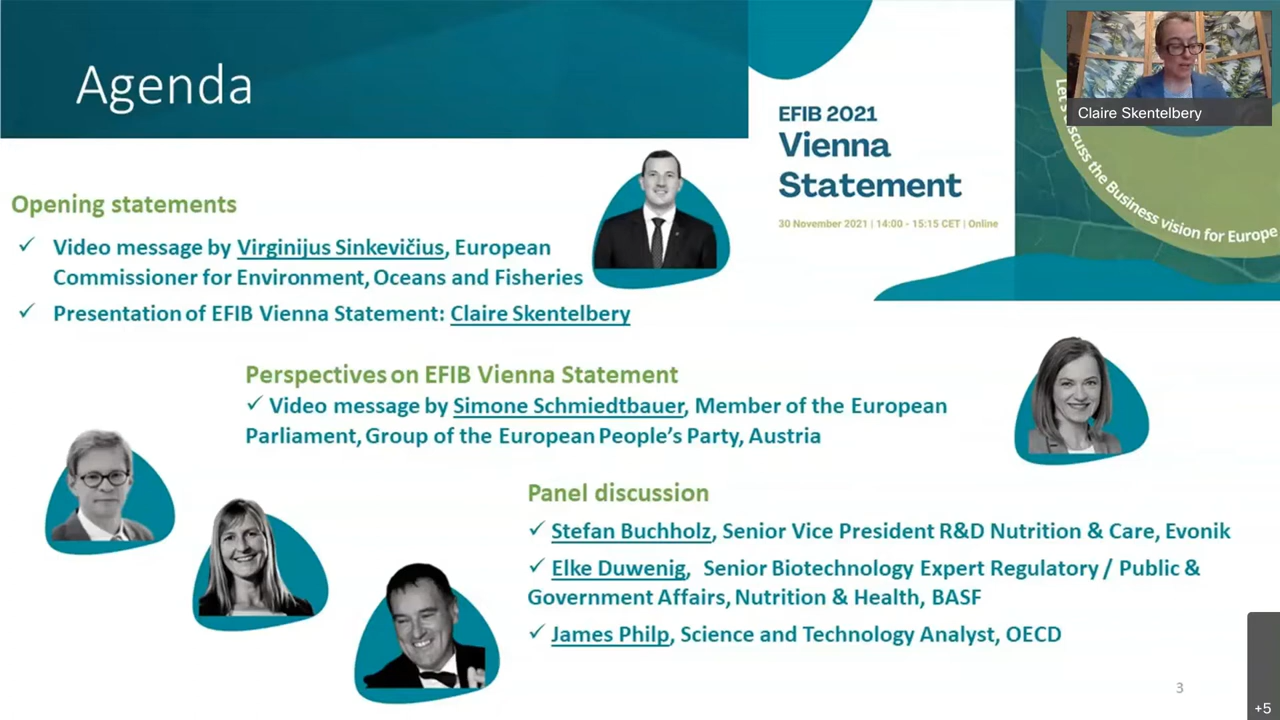 Agenda
EFIB 2021
Vienna
Statement
30 November 2021 | 14:00 - 15:15 CET | Online
Claire Skentelbery
Let's discuss the Business vision for Europe
Opening statements
✓ Video message by Virginijus Sinkevičius, European
Commissioner for Environment, Oceans and Fisheries
✓ Presentation of EFIB Vienna Statement: Claire Skentelbery
Perspectives on EFIB Vienna Statement
✓ Video message by Simone Schmiedtbauer, Member of the European
Parliament, Group of the European People's Party, Austria
Panel discussion
✓ Stefan Buchholz, Senior Vice President R&D Nutrition & Care, Evonik
✓ Elke Duwenig, Senior Biotechnology Expert Regulatory / Public &
Government Affairs, Nutrition & Health, BASF
✓ James Philp, Science and Technology Analyst, OECD
3
+5